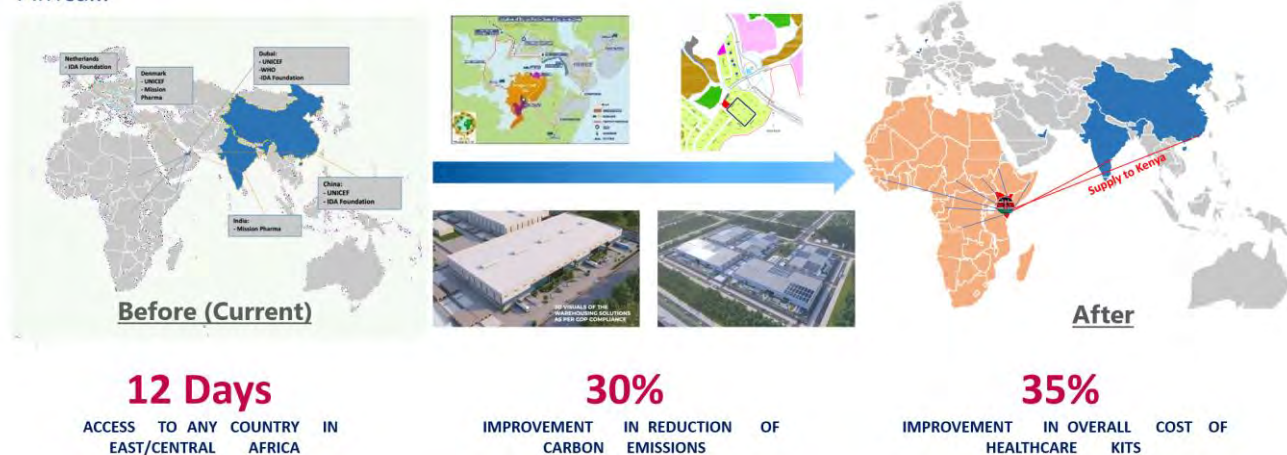 Netherlands
- IDA Foundation
Denmark
- UNICEF
- Mission
Pharma
Dubai:
- UNICEF
-WHO
-IDA Foundation
China:
- UNICEF
- IDA Foundation
India:
- Mission Pharma
Before (Current)
3D VISUALS OF THE
WAREHOUSING SOLUTIONS
AS PER GDP COMPLIANCE
Supply to Kenya
After
12 Days
ACCESS TO ANY COUNTRY IN
EAST/CENTRAL AFRICA
30%
IMPROVEMENT IN REDUCTION OF
CARBON EMISSIONS
35%
IMPROVEMENT IN OVERALL COST OF
HEALTHCARE KITS